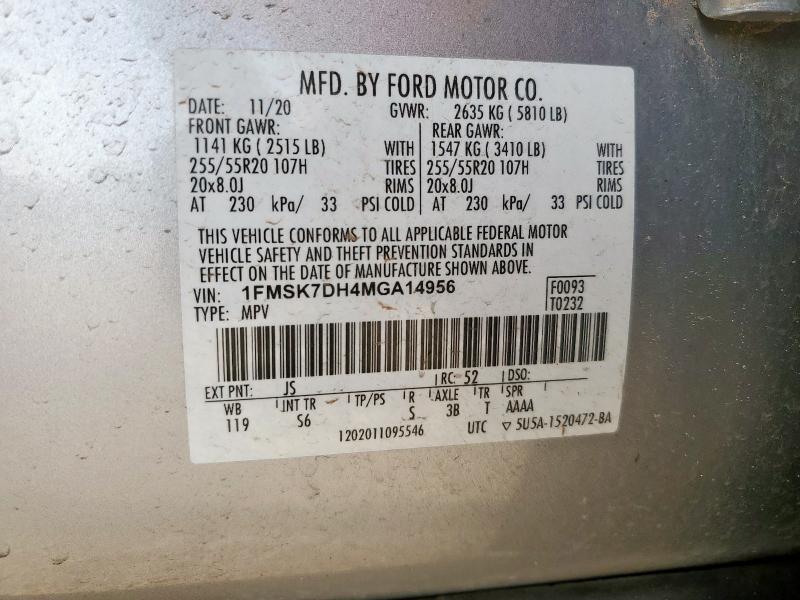 MFD. BY FORD MOTOR CO.
DATE: 11/20 GVWR: 2635 KG ( 5810 LB)
FRONT GAWR: REAR GAWR:
1141 KG ( 2515 LB) WITH 1547 KG ( 3410 LB) WITH
255/55R20 107H TIRES 255/55R20 107H TIRES
20x8.0J RIMS 20x8.0J RIMS
AT 230 kPa/ 33 PSI COLD AT 230 kPa/ 33 PSI COLD
THIS VEHICLE CONFORMS TO ALL APPLICABLE FEDERAL MOTOR
VEHICLE SAFETY AND THEFT PREVENTION STANDARDS IN
EFFECT ON THE DATE OF MANUFACTURE SHOWN ABOVE.
VIN: 1FMSK7DH4MGA14956 F0093
TYPE: MPV T0232
EXT PNT: JS RC: 52 DSO:
WB INT TR TP/PS R AXLE TR SPR
119 S6 S 3B T AAAA
1202011095546 UTC ▽ 5U5A-1520472-BA